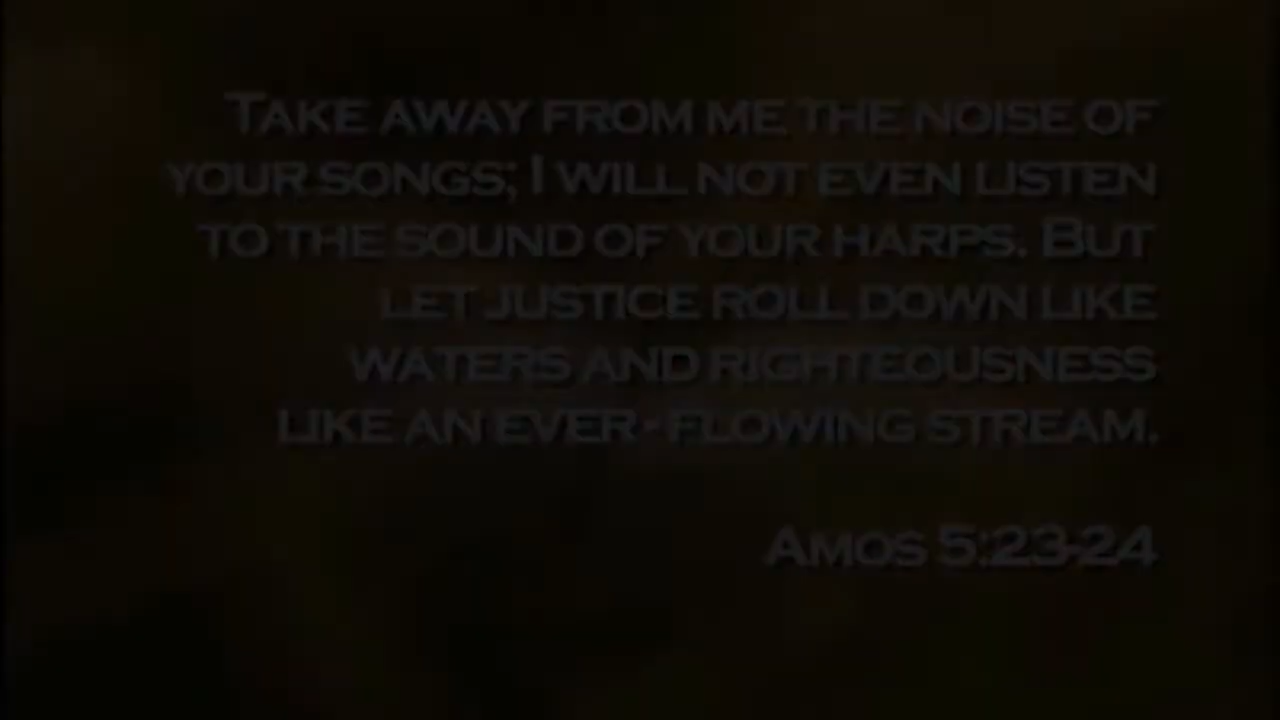 Take away from me the noise of
your songs; I will not even listen
to the sound of your harps. But
let justice roll down like
waters and righteousness
like an ever-flowing stream.
Amos 5:23-24